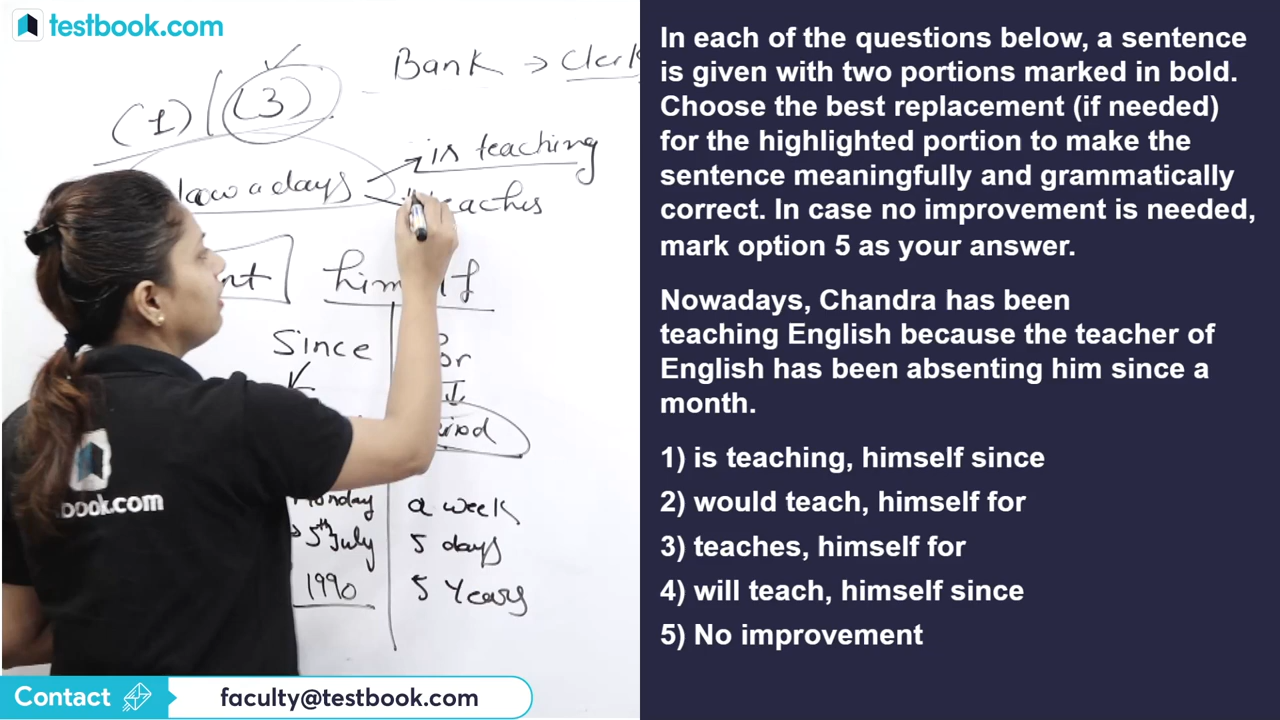 testbook.com
Bank → Clerk
(1) | (3)
is teaching
teaches
himself
Since
a week
5th July 5 days
1990 5 Years
book.com
In each of the questions below, a sentence
is given with two portions marked in bold.
Choose the best replacement (if needed)
for the highlighted portion to make the
sentence meaningfully and grammatically
correct. In case no improvement is needed,
mark option 5 as your answer.
Nowadays, Chandra has been
teaching English because the teacher of
English has been absenting him since a
month.
1) is teaching, himself since
2) would teach, himself for
3) teaches, himself for
4) will teach, himself since
5) No improvement
Contact faculty@testbook.com